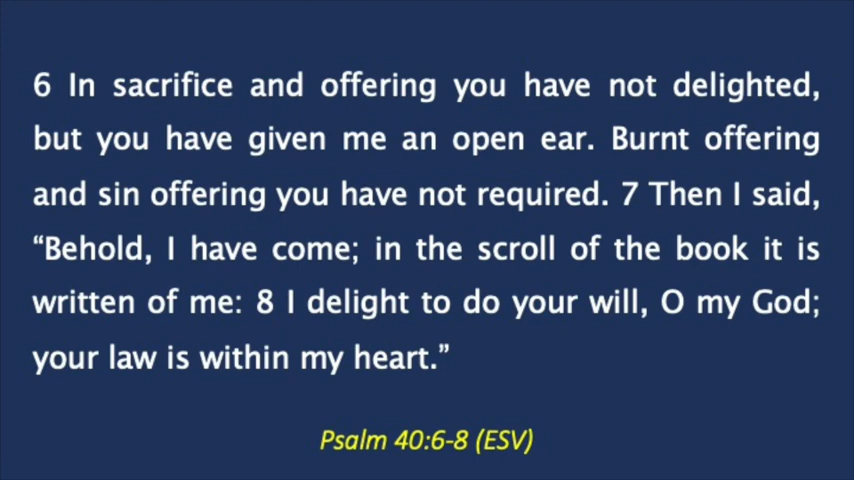 6 In sacrifice and offering you have not delighted,
but you have given me an open ear. Burnt offering
and sin offering you have not required. 7 Then I said,
“Behold, I have come; in the scroll of the book it is
written of me: 8 I delight to do your will, O my God;
your law is within my heart.”
Psalm 40:6-8 (ESV)